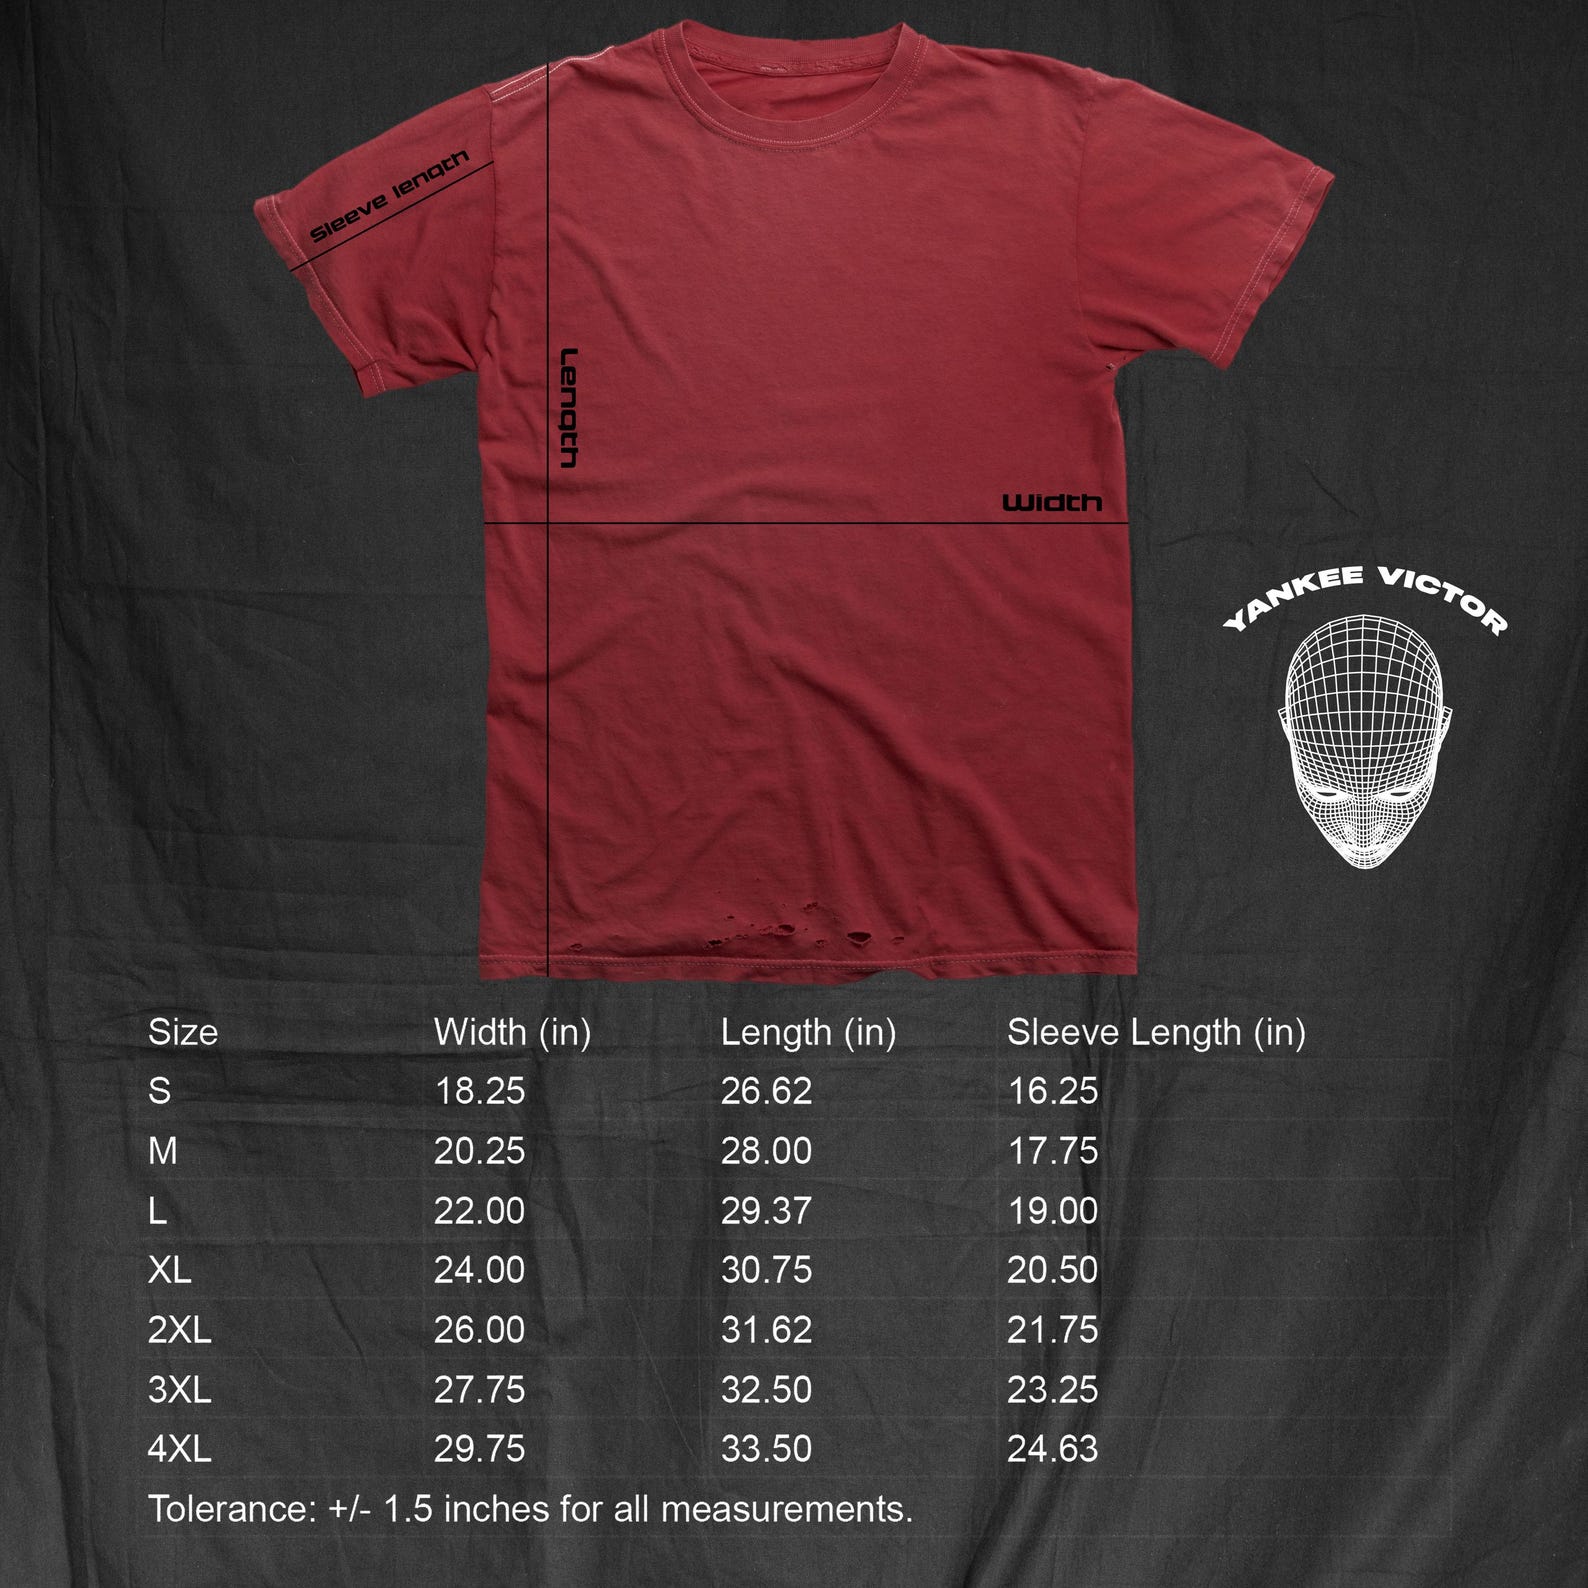 Sleeve length
Length
Width
YANKEE VICTOR
Size Width (in) Length (in) Sleeve Length (in)
S 18.25 26.62 16.25
M 20.25 28.00 17.75
L 22.00 29.37 19.00
XL 24.00 30.75 20.50
2XL 26.00 31.62 21.75
3XL 27.75 32.50 23.25
4XL 29.75 33.50 24.63
Tolerance: +/- 1.5 inches for all measurements.